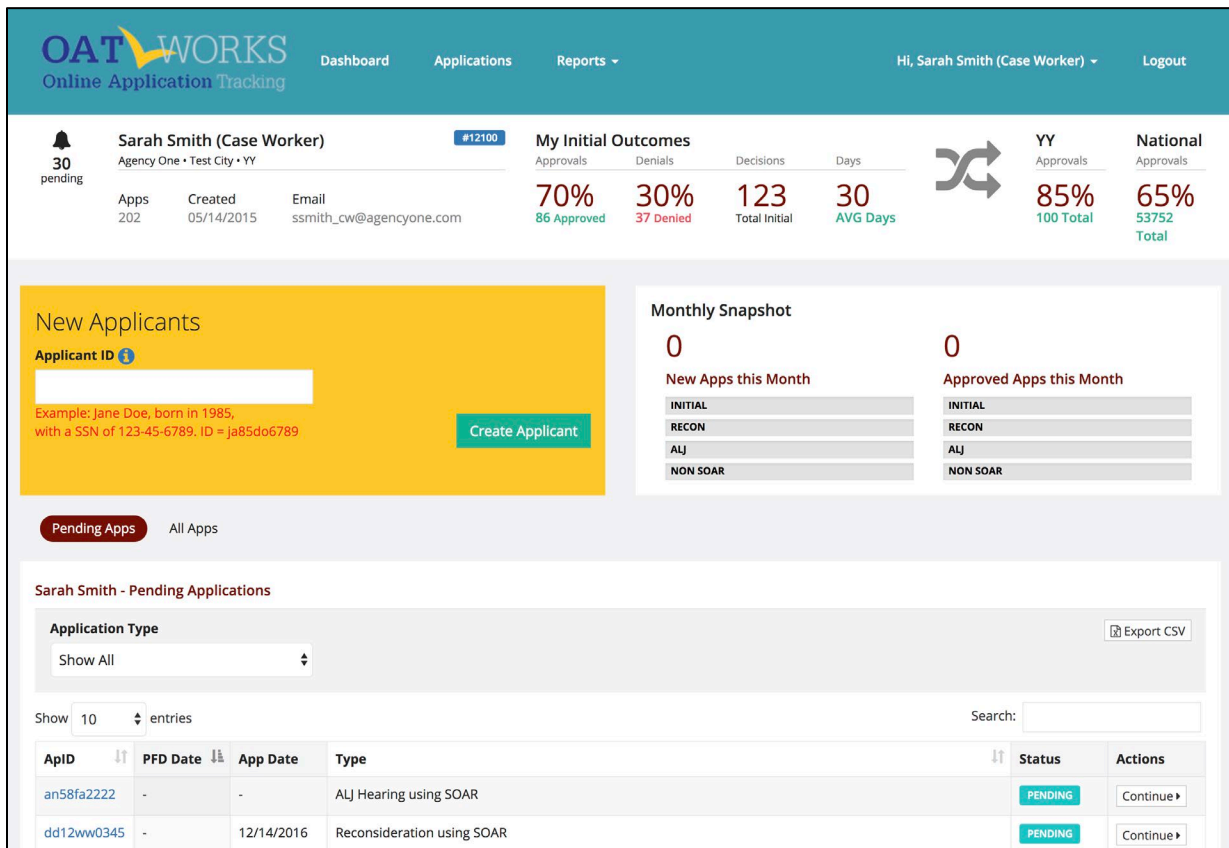 OAT WORKS
Online Application Tracking
Dashboard Applications Reports
Hi, Sarah Smith (Case Worker) Logout
30
pending
Sarah Smith (Case Worker) #12100
Agency One • Test City • YY
Apps Created Email
202 05/14/2015 ssmith_cw@agencyone.com
My Initial Outcomes
Approvals Denials Decisions Days
70% 30% 123 30
86 Approved 37 Denied Total Initial AVG Days
YY
Approvals
85%
100 Total
National
Approvals
65%
53752
Total
New Applicants
Applicant ID
Example: Jane Doe, born in 1985,
with a SSN of 123-45-6789. ID = ja85do6789
Create Applicant
Monthly Snapshot
0
New Apps this Month
INITIAL
RECON
ALJ
NON SOAR
0
Approved Apps this Month
INITIAL
RECON
ALJ
NON SOAR
Pending Apps All Apps
Sarah Smith - Pending Applications
Application Type
Show All
Export CSV
Show 10 entries
Search:
ApID PFD Date App Date Type Status Actions
an58fa2222 - - ALJ Hearing using SOAR PENDING Continue
dd12ww0345 - 12/14/2016 Reconsideration using SOAR PENDING Continue